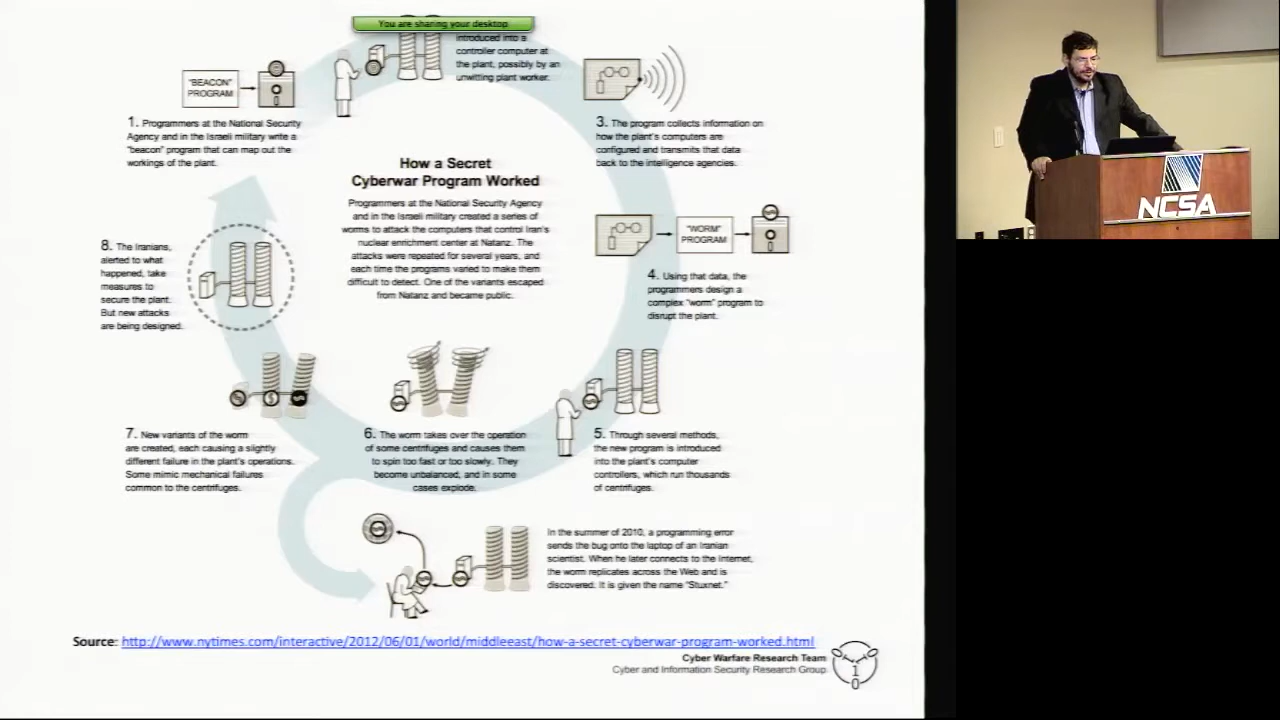 You are sharing your desktop
introduced into a
controller computer at
the plant, possibly by an
unwitting plant worker.
"BEACON"
PROGRAM
1. Programmers at the National Security
Agency and in the Israeli military write a
"beacon" program that can map out the
workings of the plant.
3. The program collects information on
how the plant's computers are
configured and transmits that data
back to the intelligence agencies.
How a Secret
Cyberwar Program Worked
Programmers at the National Security Agency
and in the Israeli military created a series of
worms to attack the computers that control Iran's
nuclear enrichment center at Natanz. The
attacks were repeated for several years, and
each time the programs varied to make them
difficult to detect. One of the variants escaped
from Natanz and became public.
"WORM"
PROGRAM
4. Using that data, the
programmers design a
complex "worm" program to
disrupt the plant.
8. The Iranians,
alerted to what
happened, take
measures to
secure the plant.
But new attacks
are being designed.
7. New variants of the worm
are created, each causing a slightly
different failure in the plant's operations.
Some mimic mechanical failures
common to the centrifuges.
6. The worm takes over the operation
of some centrifuges and causes them
to spin too fast or too slowly. They
become unbalanced, and in some
cases explode.
5. Through several methods,
the new program is introduced
into the plant's computer
controllers, which run thousands
of centrifuges.
In the summer of 2010, a programming error
sends the bug onto the laptop of an Iranian
scientist. When he later connects to the Internet,
the worm replicates across the Web and is
discovered. It is given the name "Stuxnet."
Source: http://www.nytimes.com/interactive/2012/06/01/world/middleeast/how-a-secret-cyberwar-program-worked.html
Cyber Warfare Research Team
Cyber and Information Security Research Group
1
0
NCSA